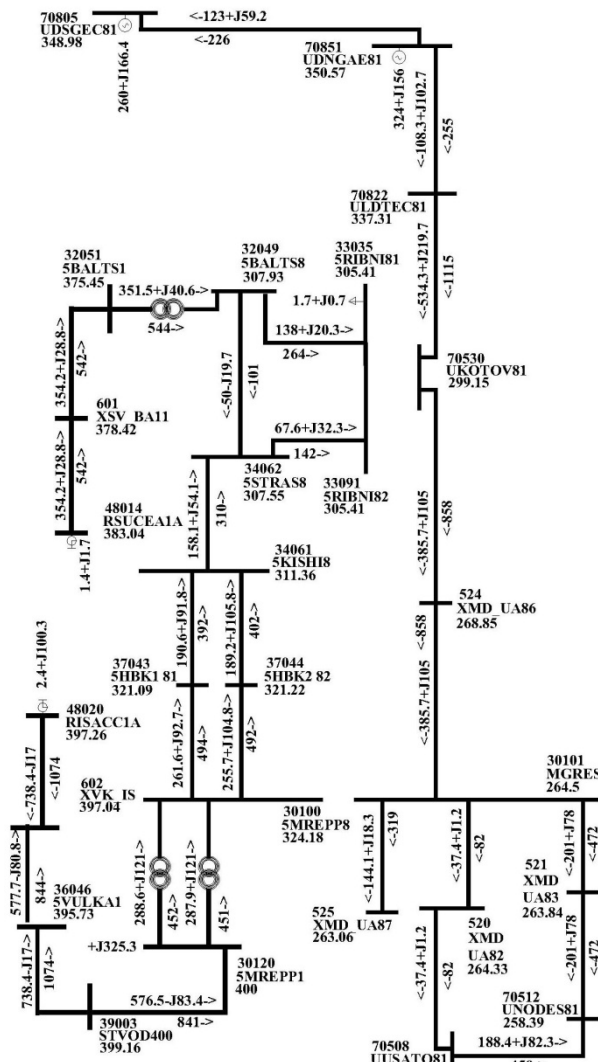 70805
UDSGEC81
348.98
<-123+J59.2
<-226
260+J166.4
70851
UDNGAE81
350.57
324+J156
<-108.3+J102.7
<-255
70822
ULDTEC81
337.31
<-534.3+J219.7
<-1115
70530
UKOTOV81
299.15
<-385.7+J105
<-858
524
XMD_UA86
268.85
<-858
<-385.7+J105
32051
5BALTS1
375.45
351.5+J40.6->
544->
32049
5BALTS8
307.93
33035
5RIBNI81
305.41
1.7+J0.7
138+J20.3->
264->
354.2+J28.8->
542->
<-50-J19.7
<-101
601
XSV_BA11
378.42
354.2+J28.8->
542->
67.6+J32.3->
142->
34062
5STRAS8
307.55
33091
5RIBNI82
305.41
48014
RSUCEA1A
383.04
1.4+J1.7
158.1+J54.1->
310->
34061
5KISHI8
311.36
190.6+J91.8->
392->
189.2+J105.8->
402->
37043
5HBK1 81
321.09
37044
5HBK2 82
321.22
261.6+J92.7->
494->
255.7+J104.8->
492->
2.4+J100.3
48020
RISACC1A
397.26
<-738.4-J17
<-1074
602
XVK_IS
397.04
30100
5MREPP8
324.18
577.7-J80.8->
844->
288.6+J121->
452->
287.9+J121->
451->
36046
5VULKA1
395.73
738.4-J17->
1074->
+J325.3
30120
5MREPP1
400
576.5-J83.4->
841->
39003
STVOD400
399.16
30101
MGRES
264.5
<-144.1+J18.3
<-319
<-37.4+J1.2
<-82
<-201+J78
<-472
525
XMD_UA87
263.06
520
XMD
UA82
264.33
521
XMD
UA83
263.84
<-37.4+J1.2
<-82
<-201+J78
<-472
70512
UNODES81
258.39
70508
UUSATO81
188.4+J82.3->